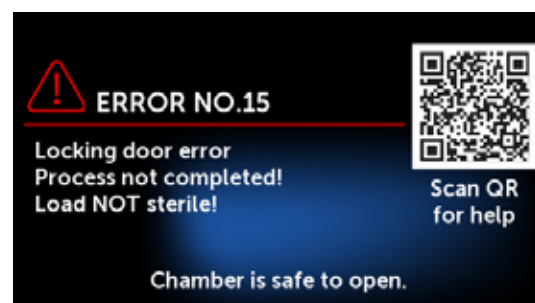 ERROR NO.15
Locking door error
Process not completed!
Load NOT sterile!
Scan QR
for help
Chamber is safe to open.